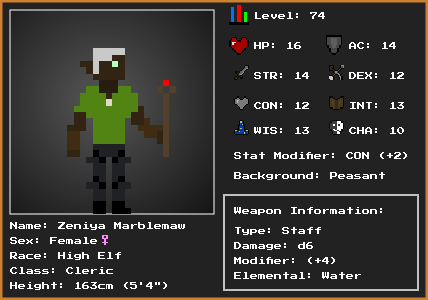 Level: 74
HP: 16 AC: 14
STR: 14 DEX: 12
CON: 12 INT: 13
WIS: 13 CHA: 10
Stat Modifier: CON (+2)
Background: Peasant
Name: Zeniya Marblemaw
Sex: Female♀
Race: High Elf
Class: Cleric
Height: 163cm (5'4")
Weapon Information:
Type: Staff
Damage: d6
Modifier: (+4)
Elemental: Water